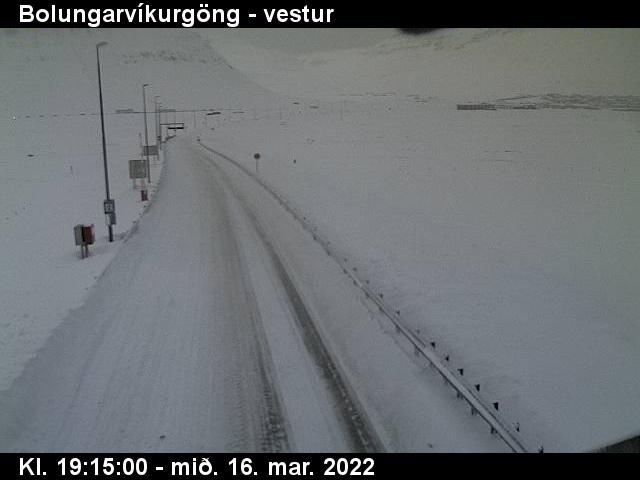 Bolungarvíkurgöng - vestur
Kl. 19:15:00 - mið. 16. mar. 2022